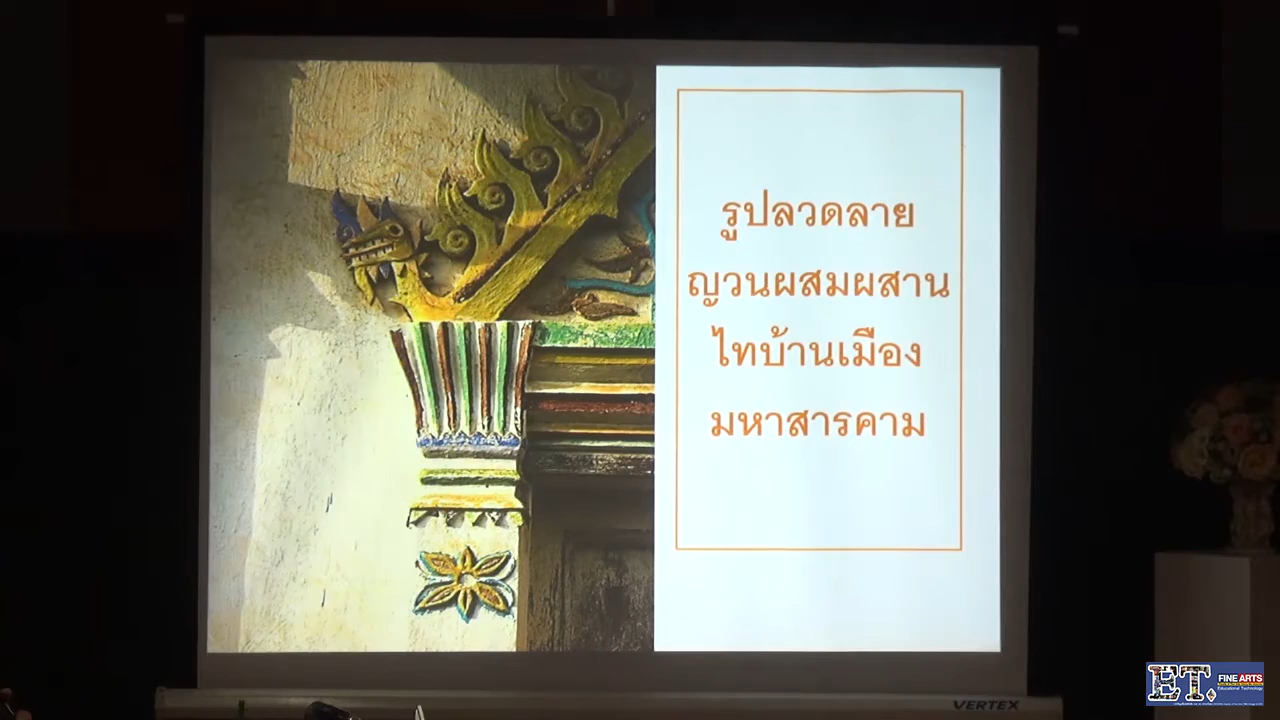 รูปลวดลาย
ญวนผสมผสาน
ไทบ้านเมือง
มหาสารคาม
VERTEX
ET.
FINE ARTS
Educational Technology